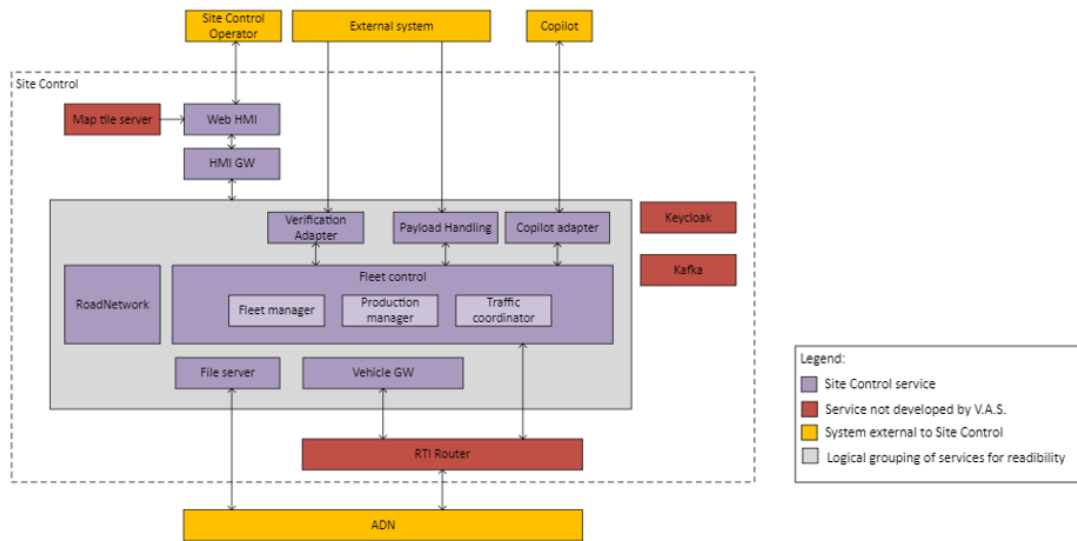 Site Control
Operator
External system
Copilot
Site Control
Map tile server
Web HMI
HMI GW
Verification
Adapter
Payload Handling
Copilot adapter
Keycloak
Kafka
RoadNetwork
Fleet control
Fleet manager
Production
manager
Traffic
coordinator
File server
Vehicle GW
RTI Router
ADN
Legend:
Site Control service
Service not developed by V.A.S.
System external to Site Control
Logical grouping of services for readibility